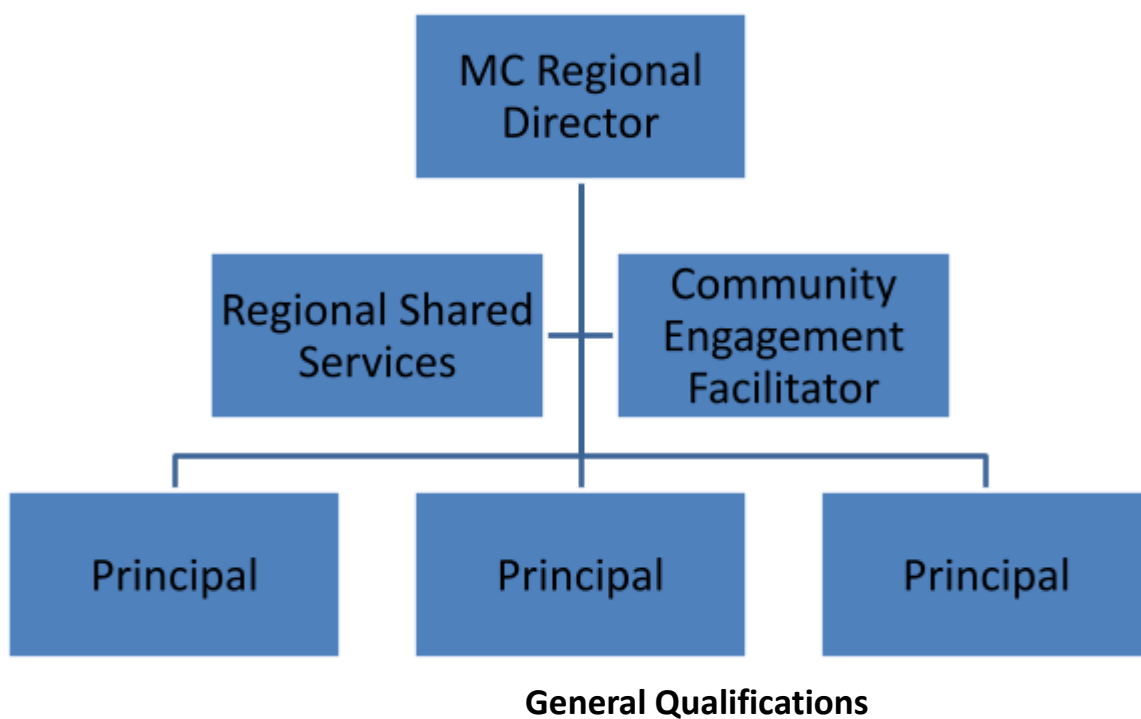 MC Regional
Director
Regional Shared
Services
Community
Engagement
Facilitator
Principal
Principal
Principal
General Qualifications